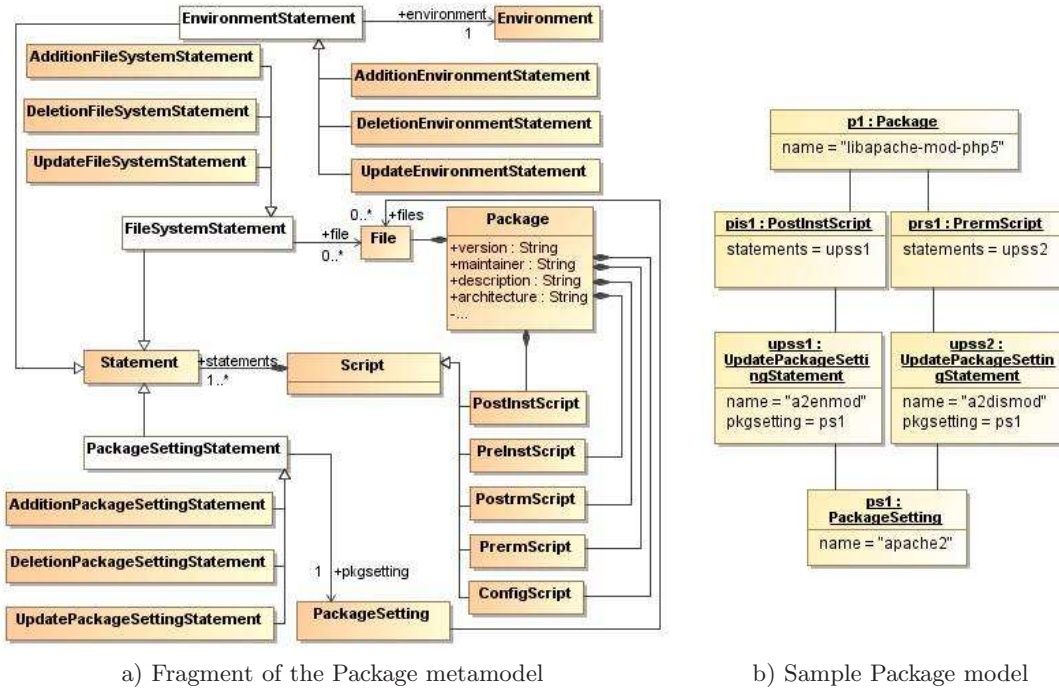 EnvironmentStatement
+environment
1
Environment
AdditionFileSystemStatement
DeletionFileSystemStatement
UpdateFileSystemStatement
AdditionEnvironmentStatement
DeletionEnvironmentStatement
UpdateEnvironmentStatement
FileSystemStatement
+file
0..*
File
0..*
+files
Package
+version : String
+maintainer : String
+description : String
+architecture : String
-...
Statement
+statements
1..*
Script
PostInstScript
PreInstScript
PostrmScript
PrermScript
ConfigScript
PackageSettingStatement
AdditionPackageSettingStatement
DeletionPackageSettingStatement
UpdatePackageSettingStatement
1
+pkgsetting
PackageSetting
a) Fragment of the Package metamodel
p1 : Package
name = "libapache-mod-php5"
pis1 : PostInstScript
statements = upss1
prs1 : PrermScript
statements = upss2
upss1 :
UpdatePackageSetti
ngStatement
name = "a2enmod"
pkgsetting = ps1
upss2 :
UpdatePackageSettin
gStatement
name = "a2dismod"
pkgsetting = ps1
ps1 :
PackageSetting
name = "apache2"
b) Sample Package model